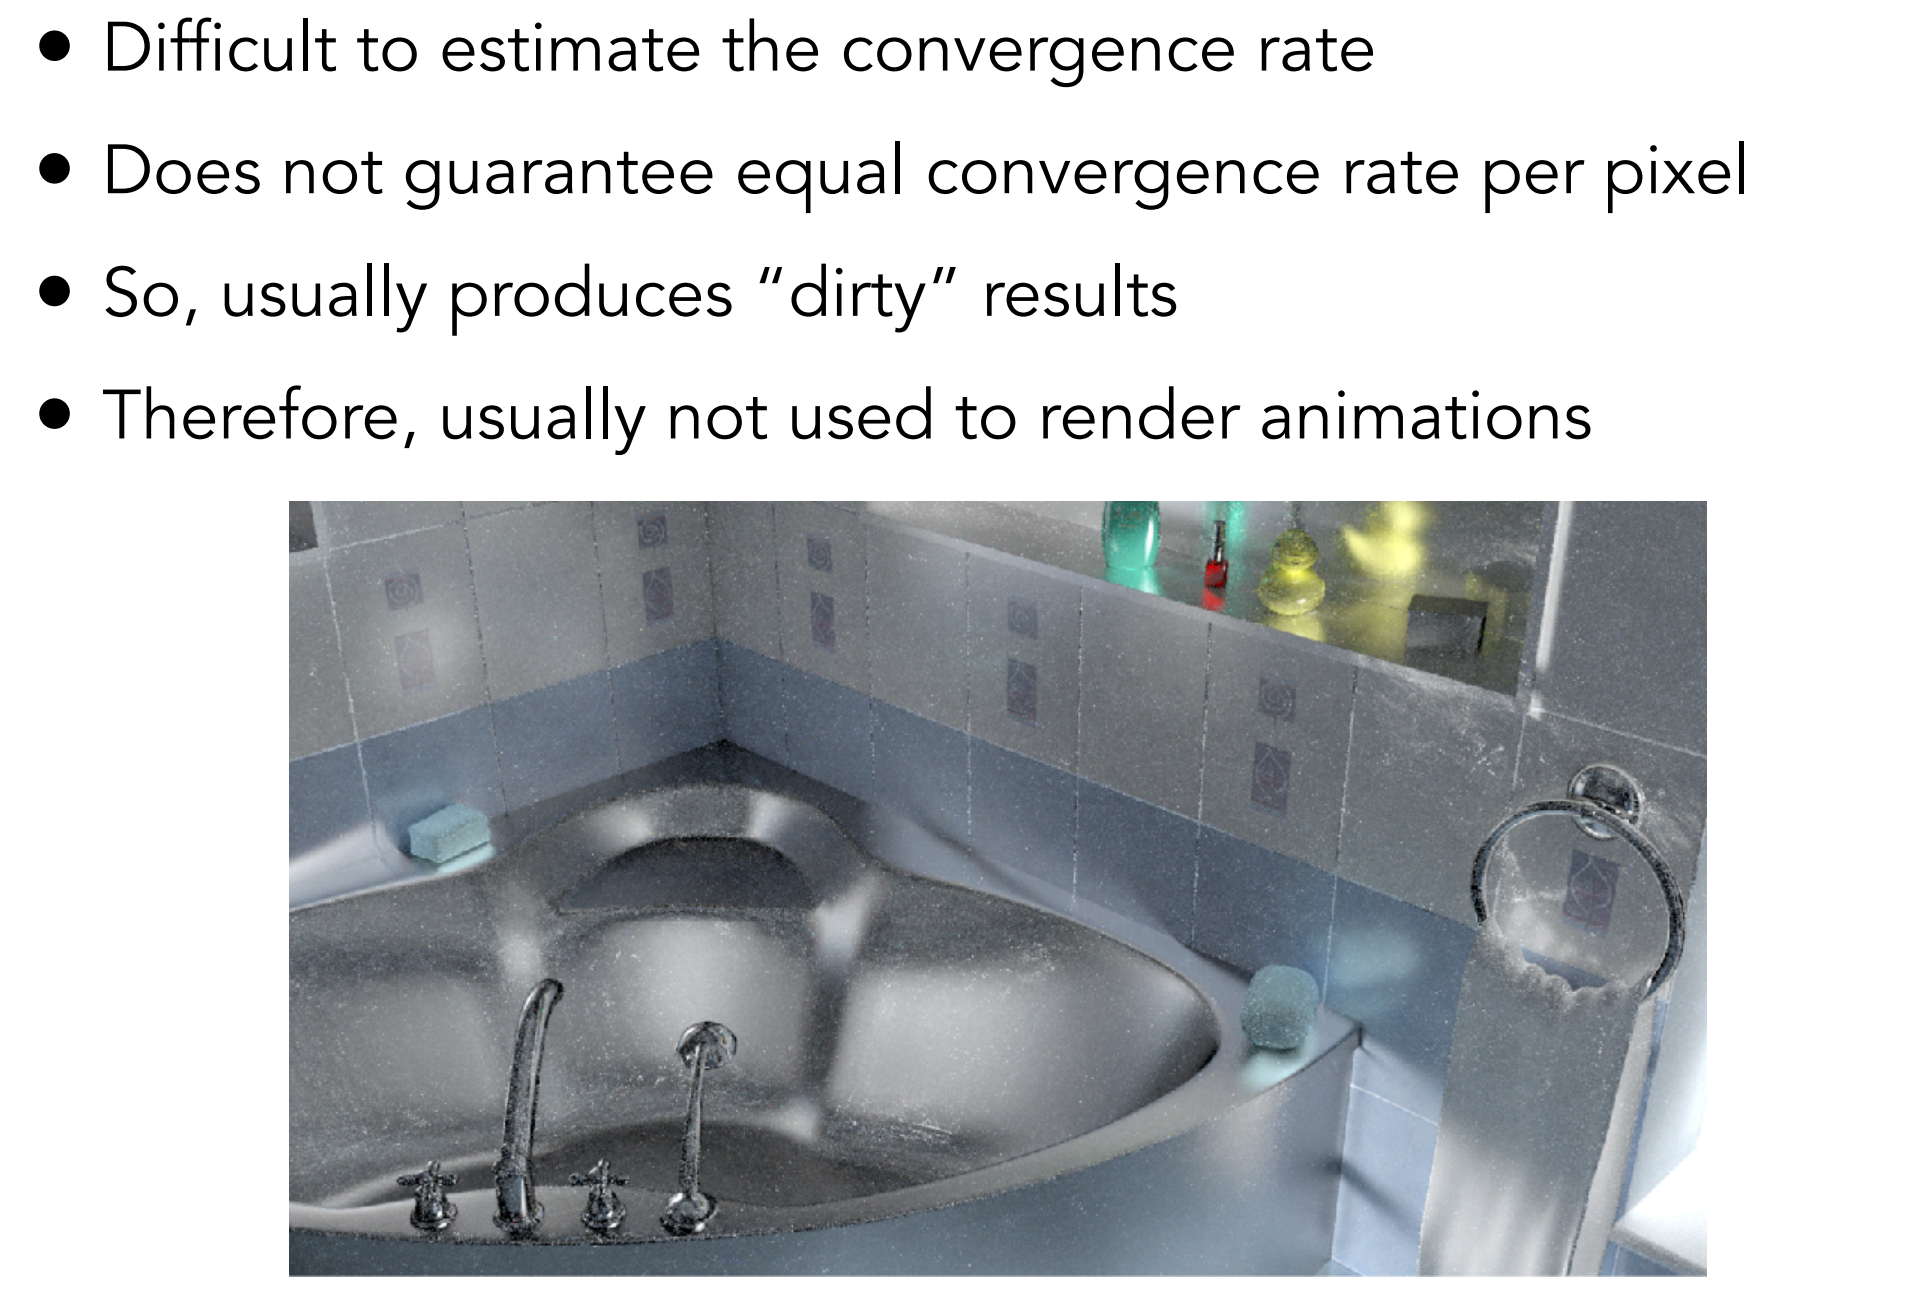 • Difficult to estimate the convergence rate
• Does not guarantee equal convergence rate per pixel
• So, usually produces “dirty” results
• Therefore, usually not used to render animations